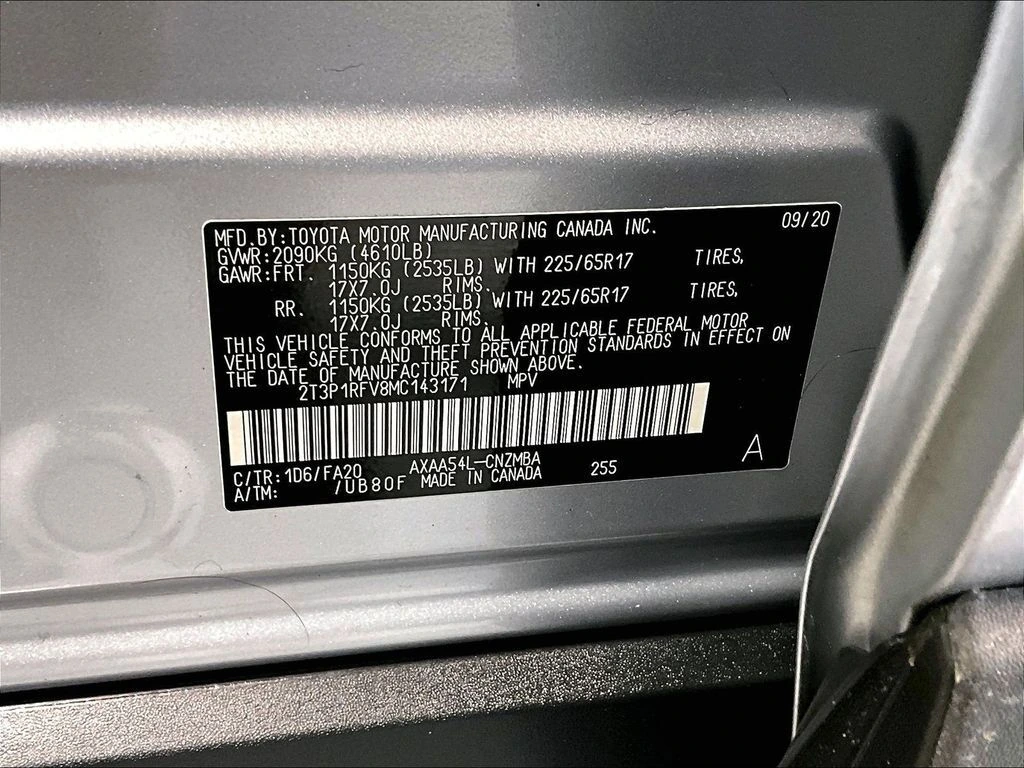 MFD.BY:TOYOTA MOTOR MANUFACTURING CANADA INC. 09/20
GVWR:2090KG (4610LB)
GAWR:FRT. 1150KG (2535LB) WITH 225/65R17 TIRES,
17X7.0J RIMS.
RR. 1150KG (2535LB) WITH 225/65R17 TIRES,
17X7.0J RIMS.
THIS VEHICLE CONFORMS TO ALL APPLICABLE FEDERAL MOTOR
VEHICLE SAFETY AND THEFT PREVENTION STANDARDS IN EFFECT ON
THE DATE OF MANUFACTURE SHOWN ABOVE.
2T3P1RFV8MC143171 MPV
A
C/TR:1D6/FA20 AXAA54L-CNZMBA 255
A/TM: /UB80F MADE IN CANADA